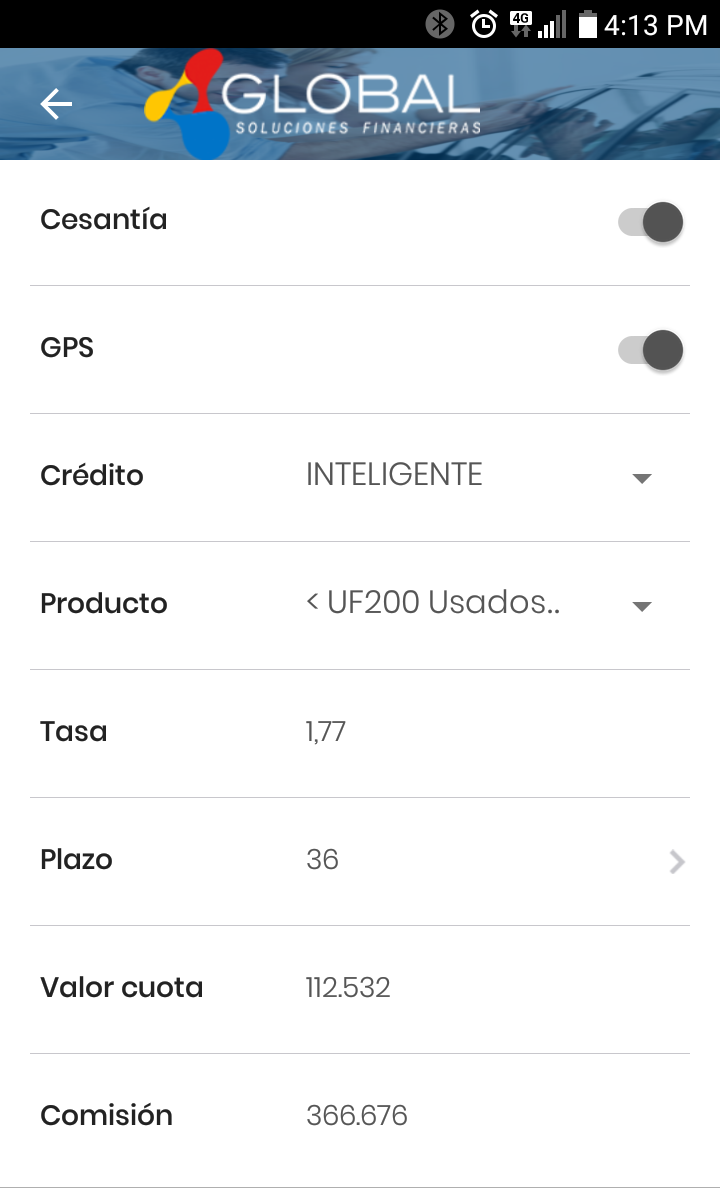 4G 4:13 PM
GLOBAL
SOLUCIONES FINANCIERAS
Cesantía
GPS
Crédito INTELIGENTE
Producto < UF200 Usados..
Tasa 1,77
Plazo 36
Valor cuota 112.532
Comisión 366.676